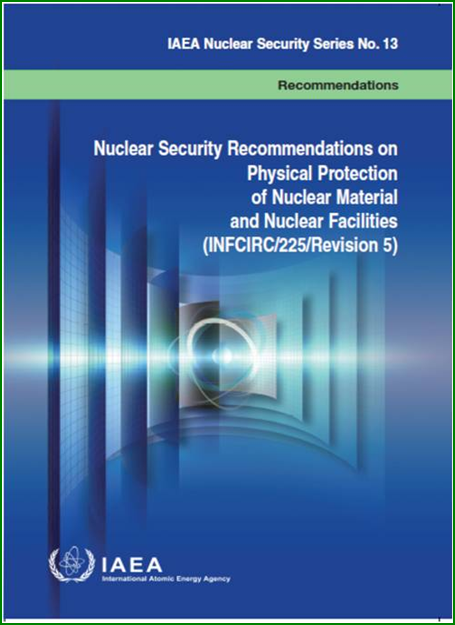 IAEA Nuclear Security Series No. 13
Recommendations
Nuclear Security Recommendations on
Physical Protection
of Nuclear Material
and Nuclear Facilities
(INFCIRC/225/Revision 5)
IAEA
International Atomic Energy Agency